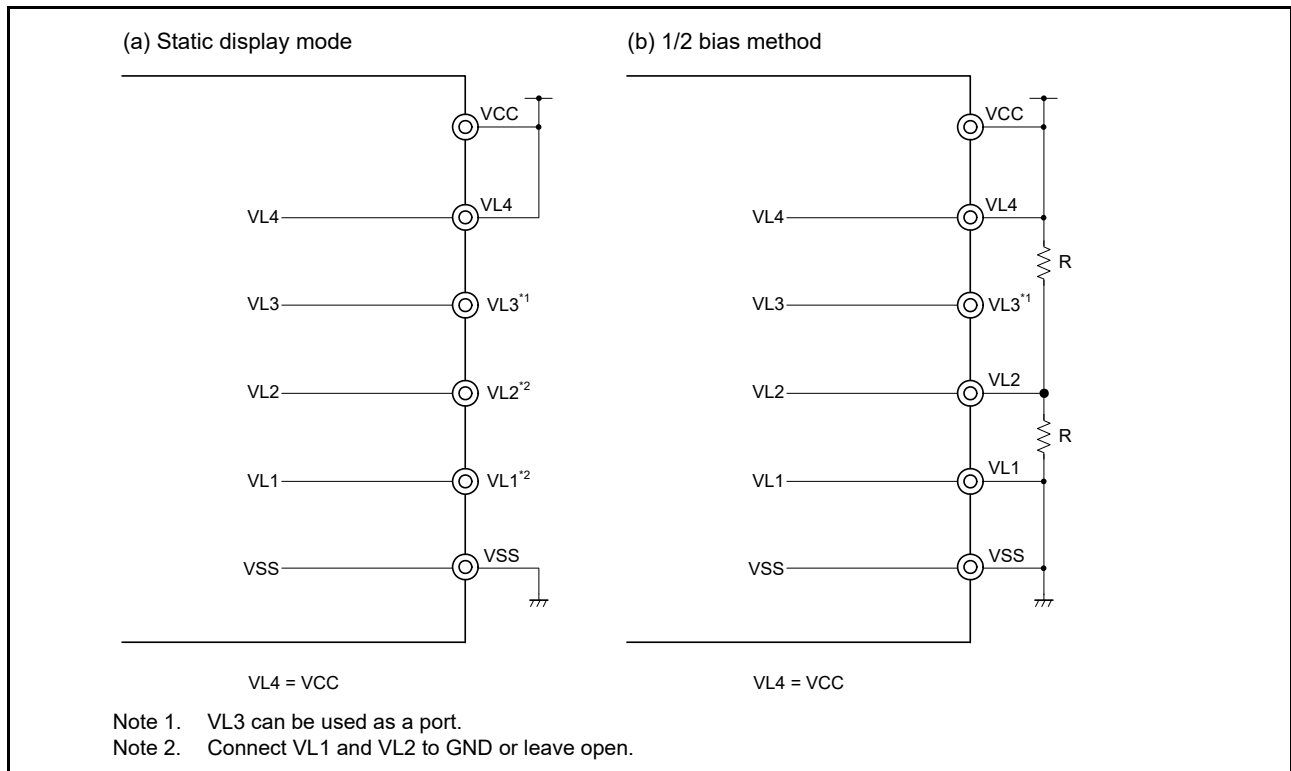 (a) Static display mode
VCC
VL4 VL4
VL3 VL3*1
VL2 VL2*2
VL1 VL1*2
VSS VSS
VL4 = VCC
(b) 1/2 bias method
VCC
VL4 VL4
R
VL3 VL3*1
VL2 VL2
R
VL1 VL1
VSS VSS
VL4 = VCC
Note 1. VL3 can be used as a port.
Note 2. Connect VL1 and VL2 to GND or leave open.